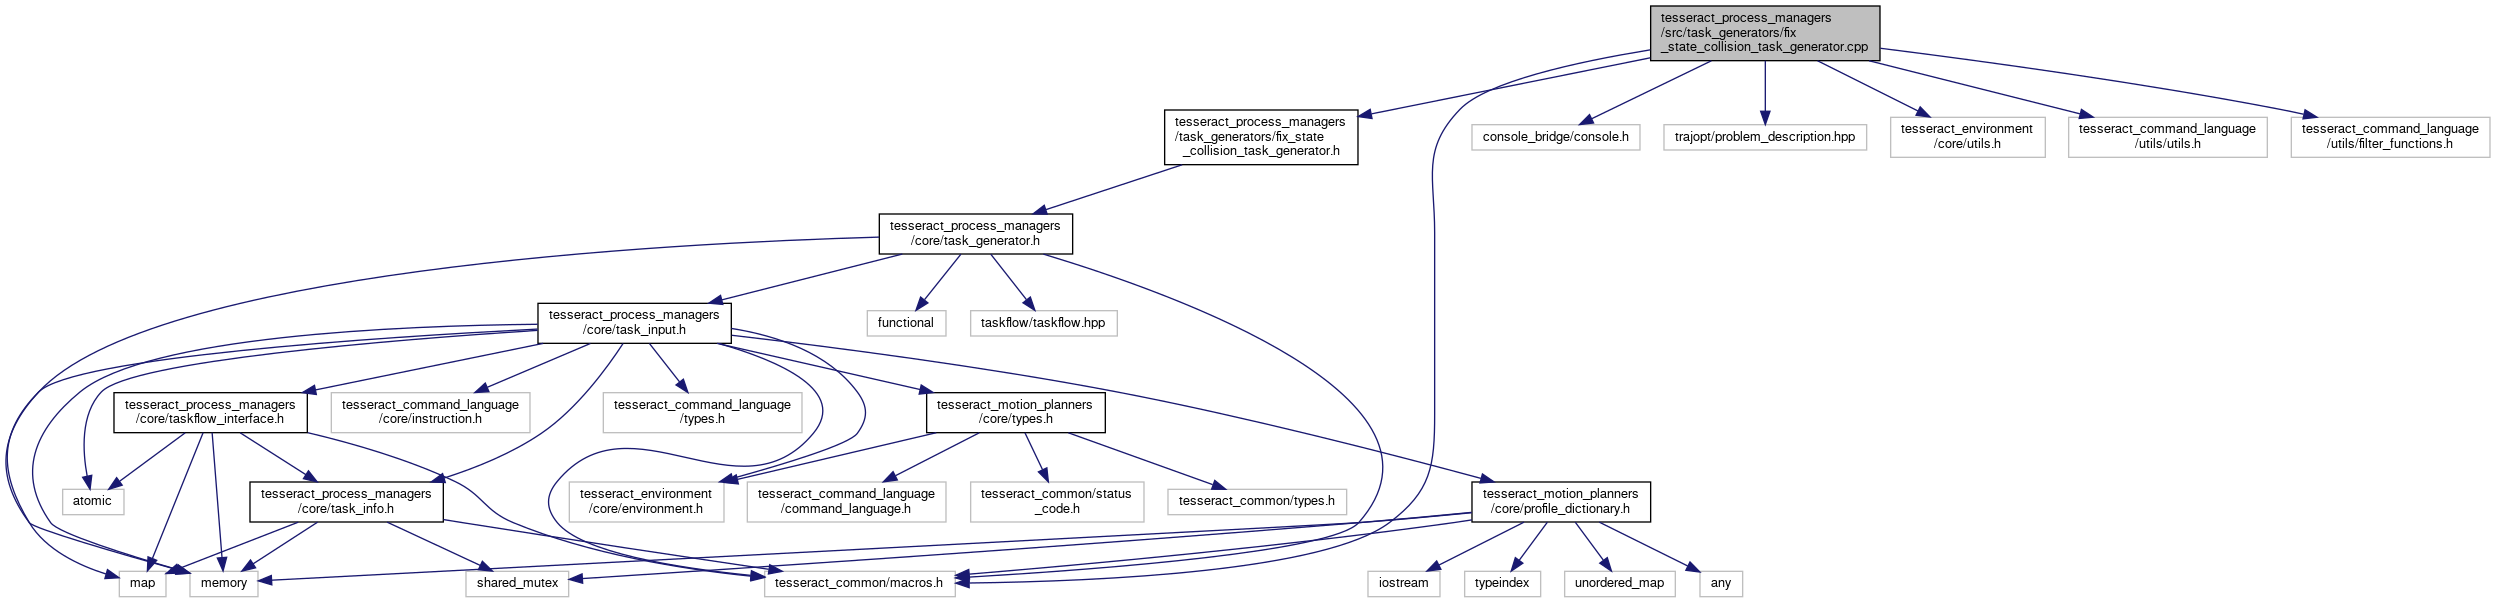 tesseract_process_managers
/src/task_generators/fix
_state_collision_task_generator.cpp
tesseract_process_managers
/task_generators/fix_state
_collision_task_generator.h
console_bridge/console.h
trajopt/problem_description.hpp
tesseract_environment
/core/utils.h
tesseract_command_language
/utils/utils.h
tesseract_command_language
/utils/filter_functions.h
tesseract_process_managers
/core/task_generator.h
tesseract_process_managers
/core/task_input.h
functional
taskflow/taskflow.hpp
tesseract_process_managers
/core/taskflow_interface.h
tesseract_command_language
/core/instruction.h
tesseract_command_language
/types.h
tesseract_motion_planners
/core/types.h
atomic
tesseract_process_managers
/core/task_info.h
tesseract_environment
/core/environment.h
tesseract_command_language
/command_language.h
tesseract_common/status
_code.h
tesseract_common/types.h
tesseract_motion_planners
/core/profile_dictionary.h
map
memory
shared_mutex
tesseract_common/macros.h
iostream
typeindex
unordered_map
any